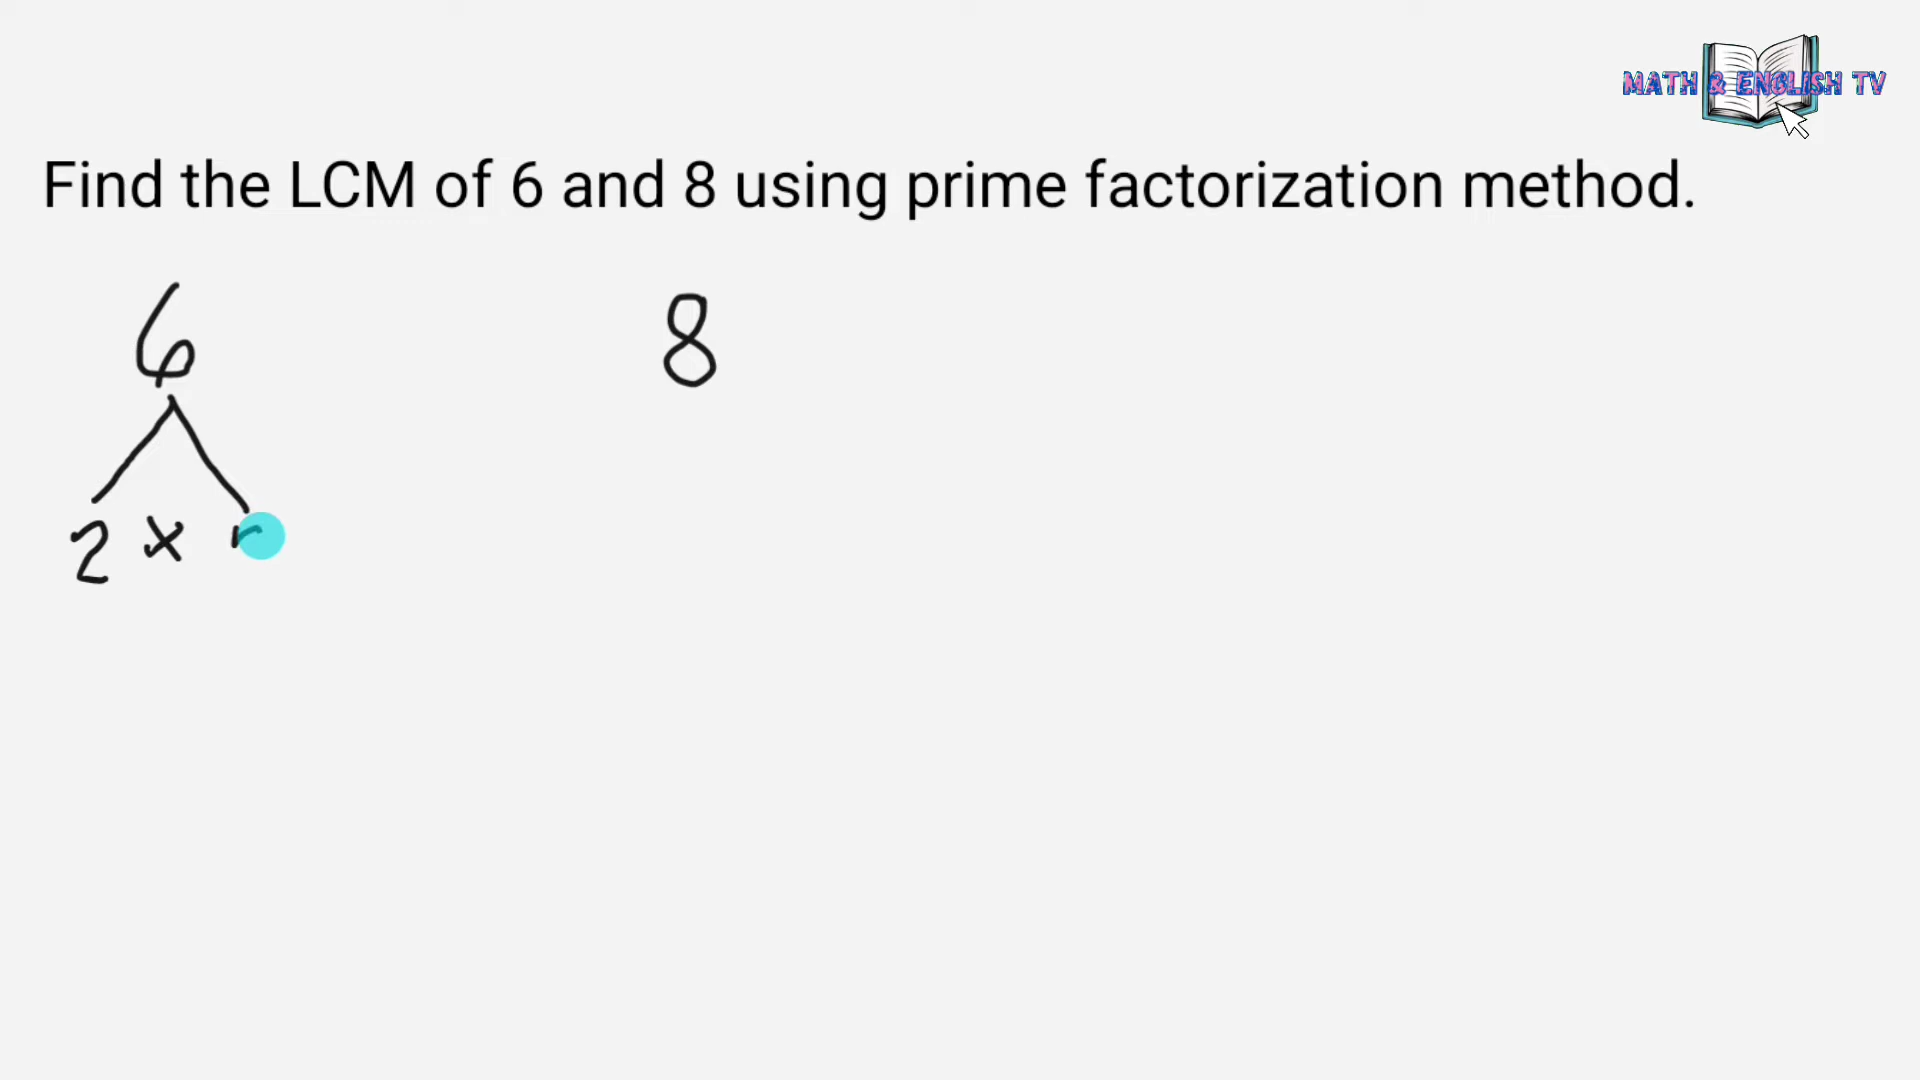 MATH & ENGLISH TV
Find the LCM of 6 and 8 using prime factorization method.
6 8
2 x